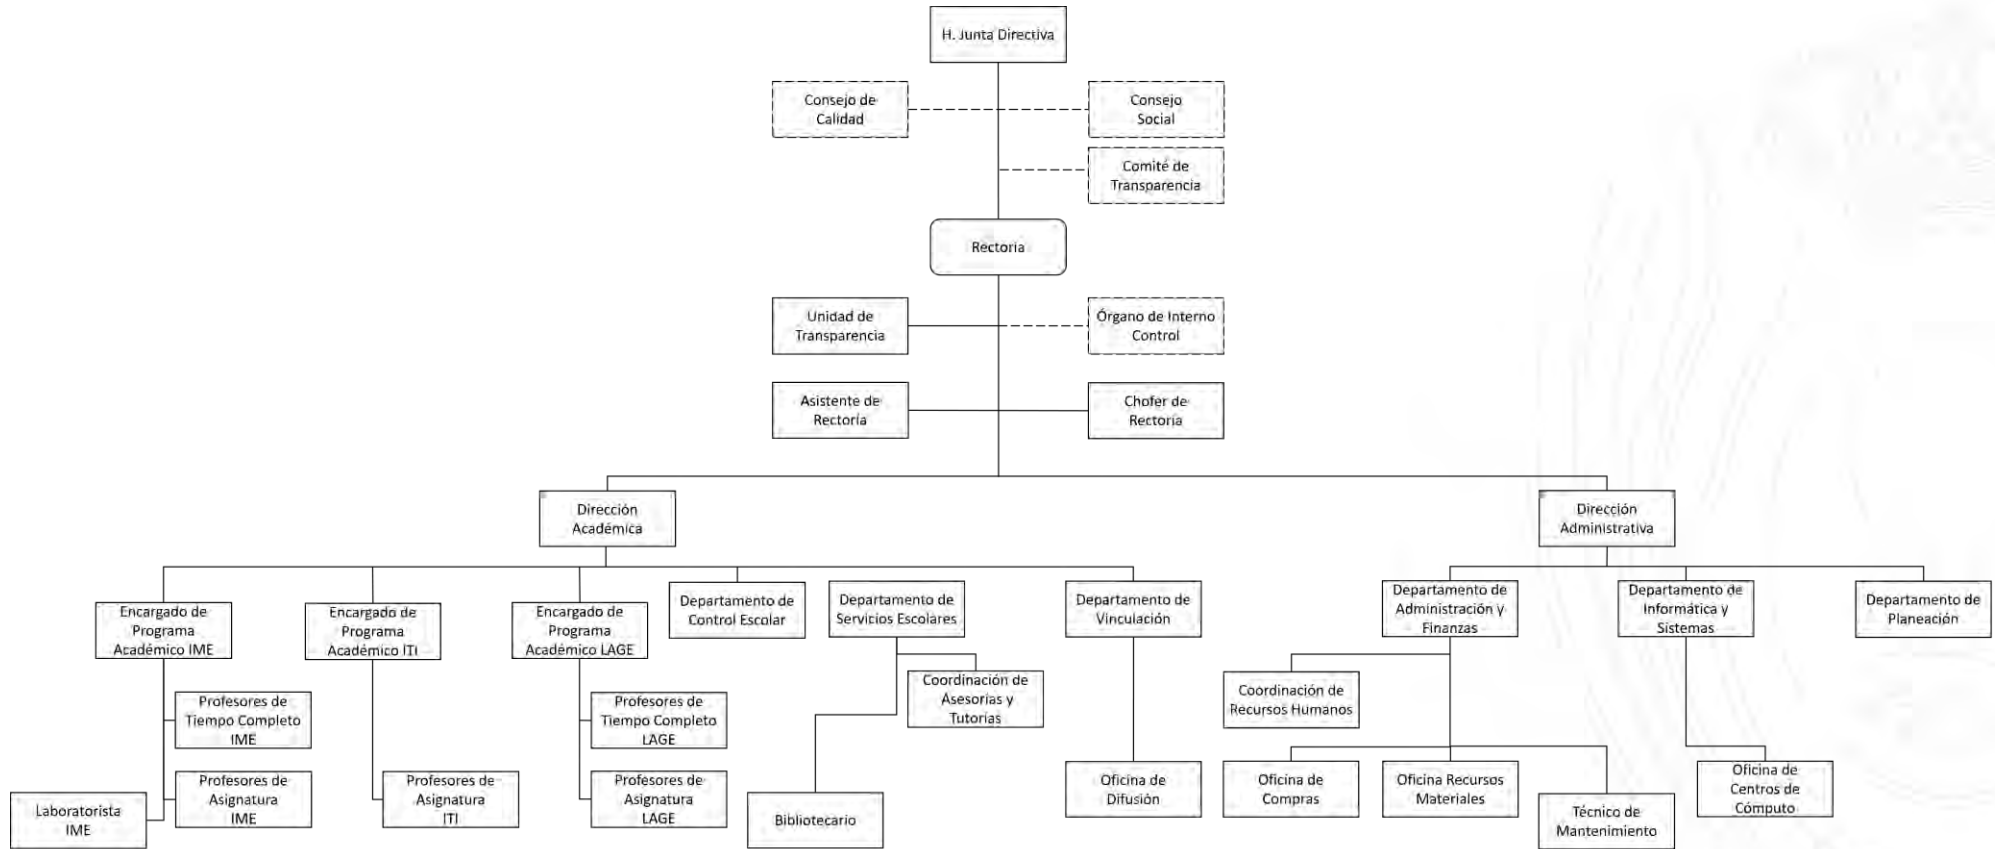 H. Junta Directiva
Consejo de
Calidad
Consejo
Social
Comité de
Transparencia
Rectoría
Unidad de
Transparencia
Órgano de Interno
Control
Asistente de
Rectoría
Chofer de
Rectoría
Dirección
Académica
Dirección
Administrativa
Encargado de
Programa
Académico IME
Encargado de
Programa
Académico ITI
Encargado de
Programa
Académico LAGE
Departamento de
Control Escolar
Departamento de
Servicios Escolares
Departamento de
Vinculación
Departamento de
Administración y
Finanzas
Departamento de
Informática y
Sistemas
Departamento de
Planeación
Profesores de
Tiempo Completo
IME
Profesores de
Tiempo Completo
LAGE
Coordinación de
Asesorías y
Tutorías
Coordinación de
Recursos Humanos
Laboratorista
IME
Profesores de
Asignatura
IME
Profesores de
Asignatura
ITI
Profesores de
Asignatura
LAGE
Bibliotecario
Oficina de
Difusión
Oficina de
Compras
Oficina Recursos
Materiales
Técnico de
Mantenimiento
Oficina de
Centros de
Cómputo